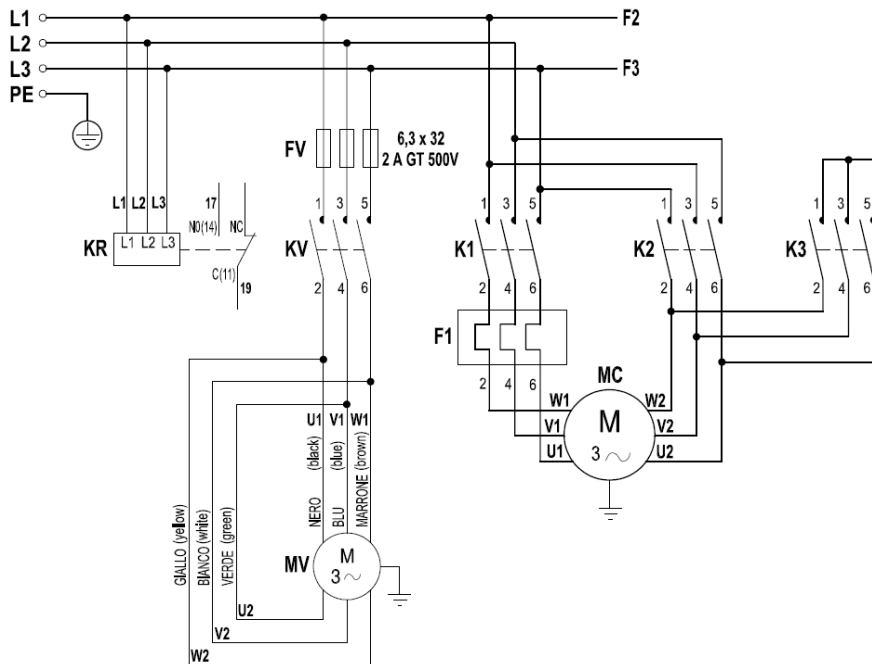 L1 F2
L2
L3 F3
PE
FV
6,3 x 32
2 A GT 500V
L1 L2 L3
17
NO(14) NC
KR
L1 L2 L3
C(11)
19
1 3 5
KV
2 4 6
1 3 5
K1
2 4 6
1 3 5
K2
2 4 6
1 3 5
K3
2 4 6
F1
2 4 6
MC
W1 W2
M
V1 V2
3
U1 U2
U1 V1 W1
GIALLO (yellow)
BIANCO (white)
VERDE (green)
NERO (black)
BLU (blue)
MARRONE (brown)
MV
M
3
U2
V2
W2